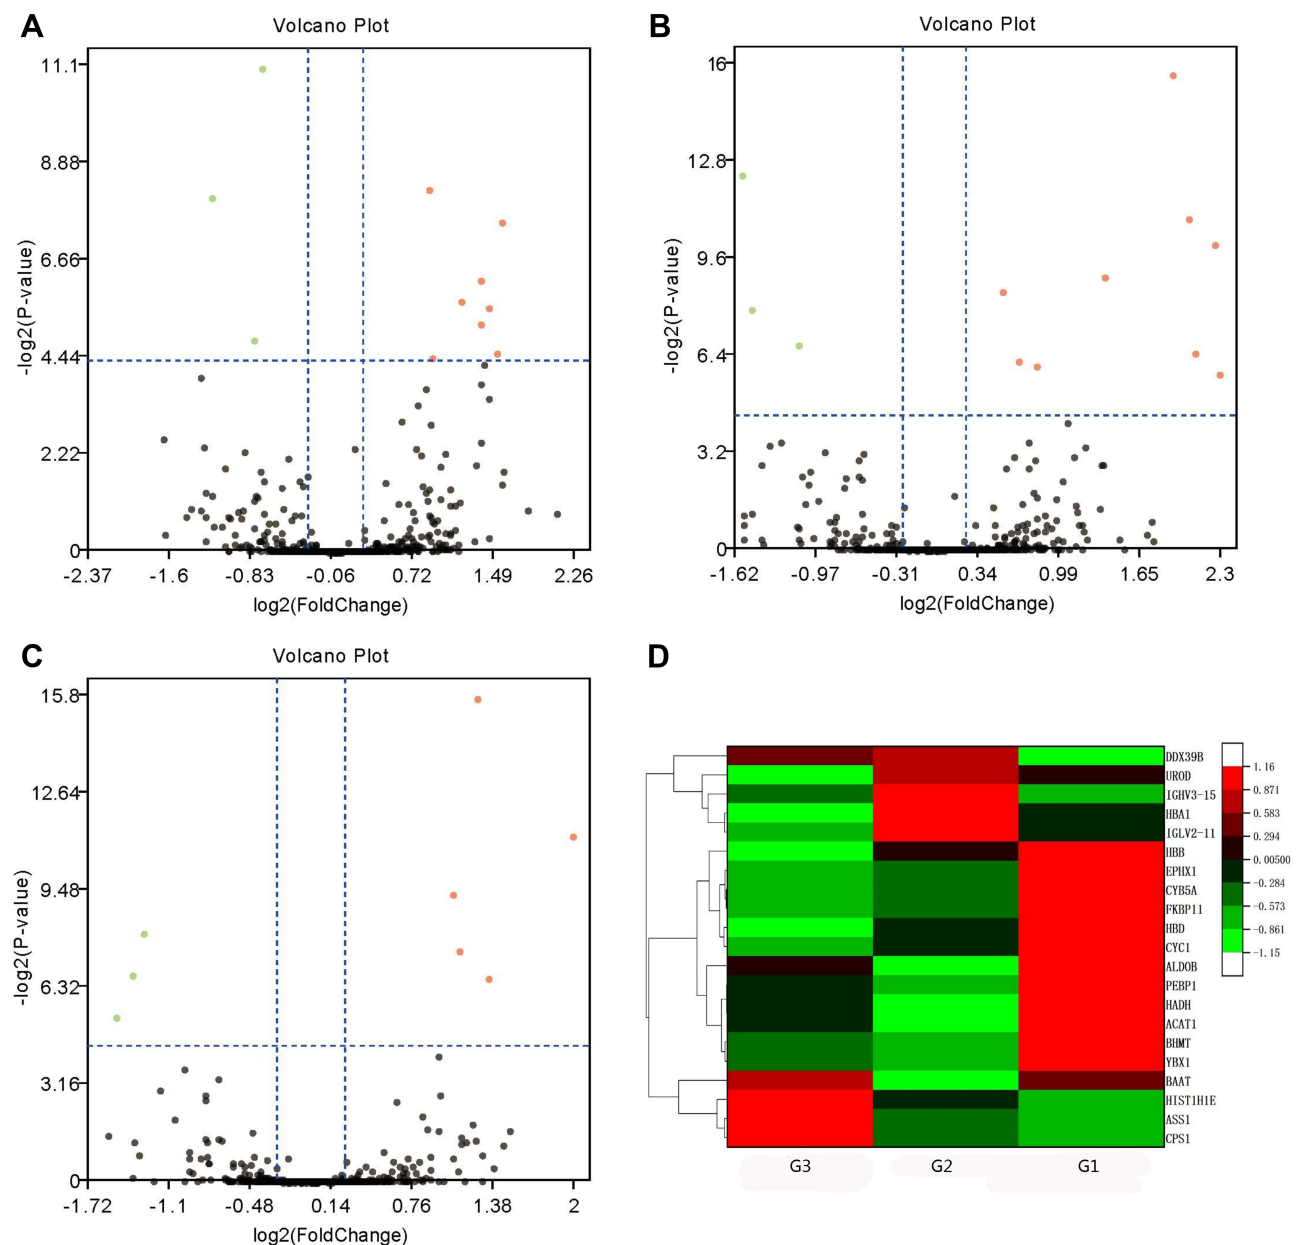 A
Volcano Plot
11.1
8.88
6.66
4.44
2.22
0
-log2(P-value)
-2.37 -1.6 -0.83 -0.06 0.72 1.49 2.26
log2(FoldChange)
B
Volcano Plot
16
12.8
9.6
6.4
3.2
0
-log2(P-value)
-1.62 -0.97 -0.31 0.34 0.99 1.65 2.3
log2(FoldChange)
C
Volcano Plot
15.8
12.64
9.48
6.32
3.16
0
-log2(P-value)
-1.72 -1.1 -0.48 0.14 0.76 1.38 2
log2(FoldChange)
D
DDX39B
UROD
IGHV3-15
HBA1
IGLV2-11
HBB
EPHX1
CYB5A
FKBP11
HBD
CYC1
ALDOB
PEBP1
HADH
ACAT1
BHMT
YBX1
BAAT
HIST1H1E
ASS1
CPS1
G3 G2 G1
1.16
0.871
0.583
0.294
0.00500
-0.284
-0.573
-0.861
-1.15